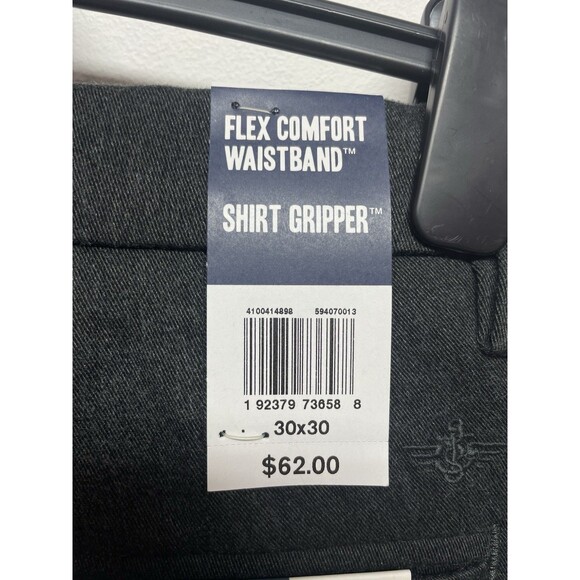 FLEX COMFORT
WAISTBAND™
SHIRT GRIPPER™
4100414898 594070013
1 92379 73658 8
30x30
$62.00